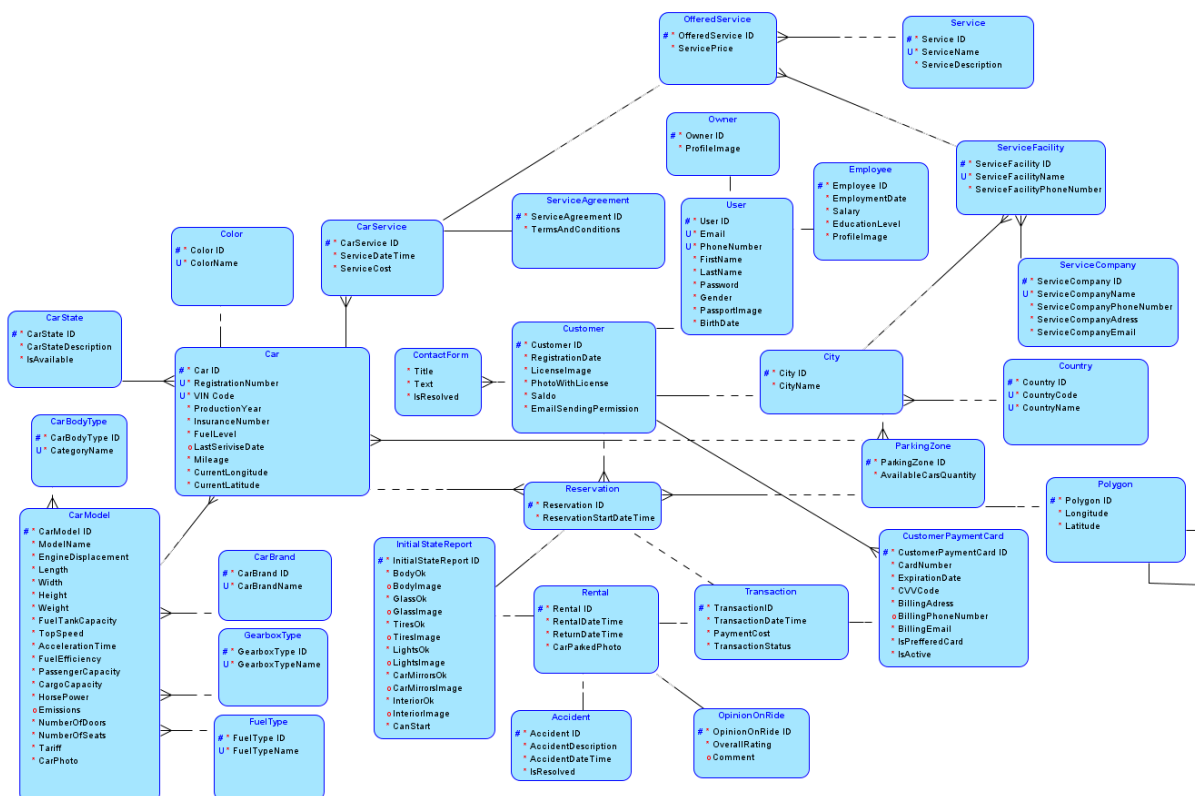 OfferedService
# * OfferedService ID
* ServicePrice
Service
# * Service ID
U * ServiceName
* ServiceDescription
Owner
# * Owner ID
* ProfileImage
ServiceFacility
# * ServiceFacility ID
U * ServiceFacilityName
* ServiceFacilityPhoneNumber
Employee
# * Employee ID
* EmploymentDate
* Salary
* EducationLevel
* ProfileImage
ServiceAgreement
# * ServiceAgreement ID
* TermsAndConditions
User
# * User ID
U * Email
U * PhoneNumber
* FirstName
* LastName
* Password
* Gender
* PassportImage
* BirthDate
CarService
# * CarService ID
* ServiceDateTime
* ServiceCost
Color
# * Color ID
U * ColorName
ServiceCompany
# * ServiceCompany ID
U * ServiceCompanyName
* ServiceCompanyPhoneNumber
* ServiceCompanyAdress
* ServiceCompanyEmail
CarState
# * CarState ID
* CarStateDescription
* IsAvailable
Car
# * Car ID
U * RegistrationNumber
U * VIN Code
* ProductionYear
* InsuranceNumber
* FuelLevel
o LastSeriviseDate
* Mileage
* CurrentLongitude
* CurrentLatitude
ContactForm
* Title
* Text
* IsResolved
Customer
# * Customer ID
* RegistrationDate
* LicenseImage
* PhotoWithLicense
* Saldo
* EmailSendingPermission
City
# * City ID
* CityName
Country
# * Country ID
U * CountryCode
U * CountryName
CarBodyType
# * CarBodyType ID
U * CategoryName
ParkingZone
# * ParkingZone ID
* AvailableCarsQuantity
Reservation
# * Reservation ID
* ReservationStartDateTime
Polygon
# * Polygon ID
* Longitude
* Latitude
CarModel
# * CarModel ID
* ModelName
* EngineDisplacement
* Length
* Width
* Height
* Weight
* FuelTankCapacity
* TopSpeed
* AccelerationTime
* FuelEfficiency
* PassengerCapacity
* CargoCapacity
* HorsePower
o Emissions
* NumberOfDoors
* NumberOfSeats
* Tariff
* CarPhoto
CarBrand
# * CarBrand ID
U * CarBrandName
GearboxType
# * GearboxType ID
U * GearboxTypeName
FuelType
# * FuelType ID
U * FuelTypeName
InitialStateReport
# * InitialStateReport ID
* BodyOk
o BodyImage
* GlassOk
o GlassImage
* TiresOk
o TiresImage
* LightsOk
o LightsImage
* CarMirrorsOk
o CarMirrorsImage
* InteriorOk
o InteriorImage
* CanStart
Rental
# * Rental ID
* RentalDateTime
* ReturnDateTime
* CarParkedPhoto
Transaction
# * TransactionID
* TransactionDateTime
* PaymentCost
* TransactionStatus
CustomerPaymentCard
# * CustomerPaymentCard ID
* CardNumber
* ExpirationDate
* CVVCode
* BillingAdress
o BillingPhoneNumber
* BillingEmail
* IsPrefferedCard
* IsActive
Accident
# * Accident ID
* AccidentDescription
* AccidentDateTime
* IsResolved
OpinionOnRide
# * OpinionOnRide ID
* OverallRating
o Comment